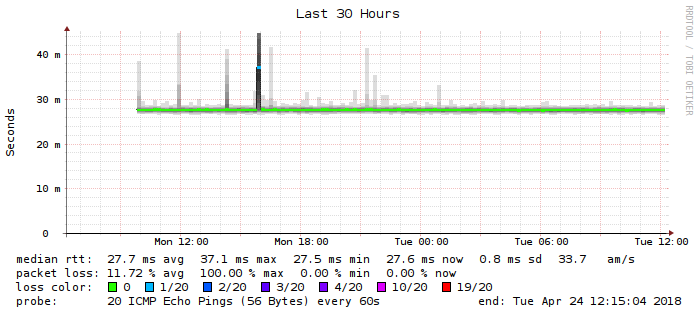 Last 30 Hours
RRDTOOL / TOBI OETIKER
Seconds
40 m
30 m
20 m
10 m
0
Mon 12:00 Mon 18:00 Tue 00:00 Tue 06:00 Tue 12:00
median rtt: 27.7 ms avg 37.1 ms max 27.5 ms min 27.6 ms now 0.8 ms sd 33.7 am/s
packet loss: 11.72 % avg 100.00 % max 0.00 % min 0.00 % now
loss color: 0 1/20 2/20 3/20 4/20 10/20 19/20
probe: 20 ICMP Echo Pings (56 Bytes) every 60s end: Tue Apr 24 12:15:04 2018